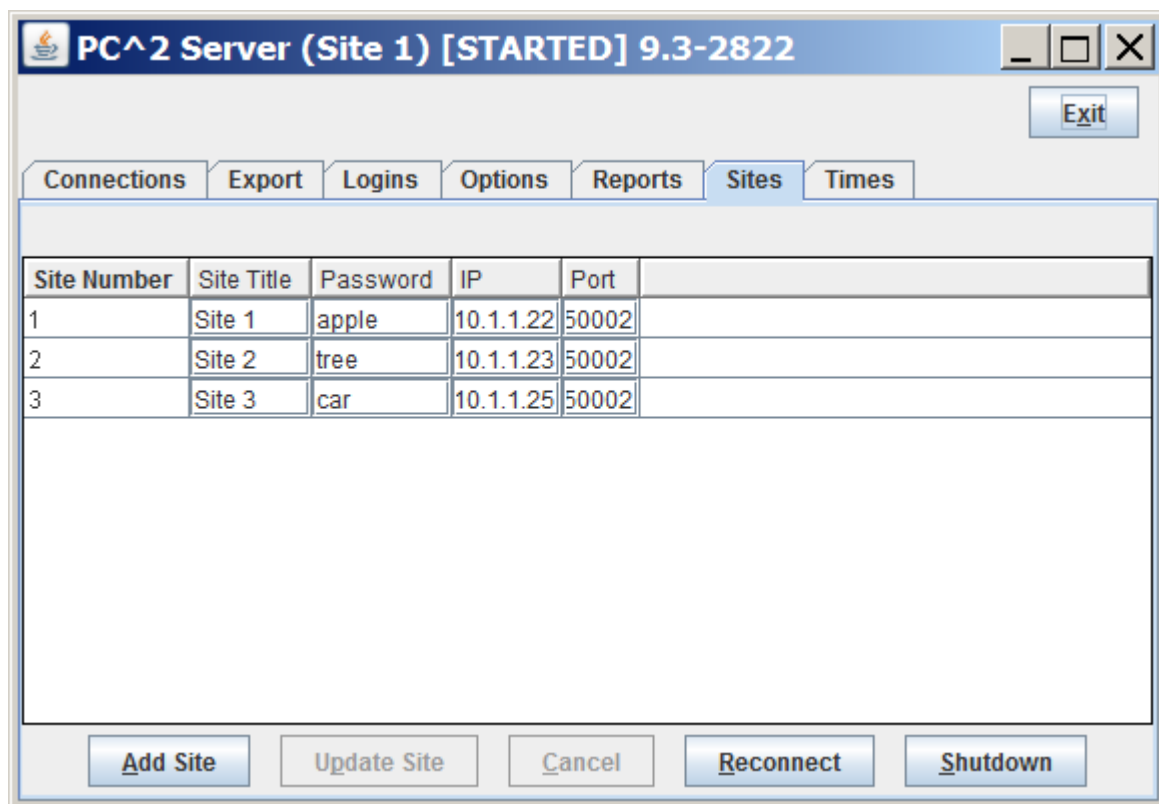 PC^2 Server (Site 1) [STARTED] 9.3-2822
Exit
Connections Export Logins Options Reports Sites Times
Site Number Site Title Password IP Port
1 Site 1 apple 10.1.1.22 50002
2 Site 2 tree 10.1.1.23 50002
3 Site 3 car 10.1.1.25 50002
Add Site Update Site Cancel Reconnect Shutdown